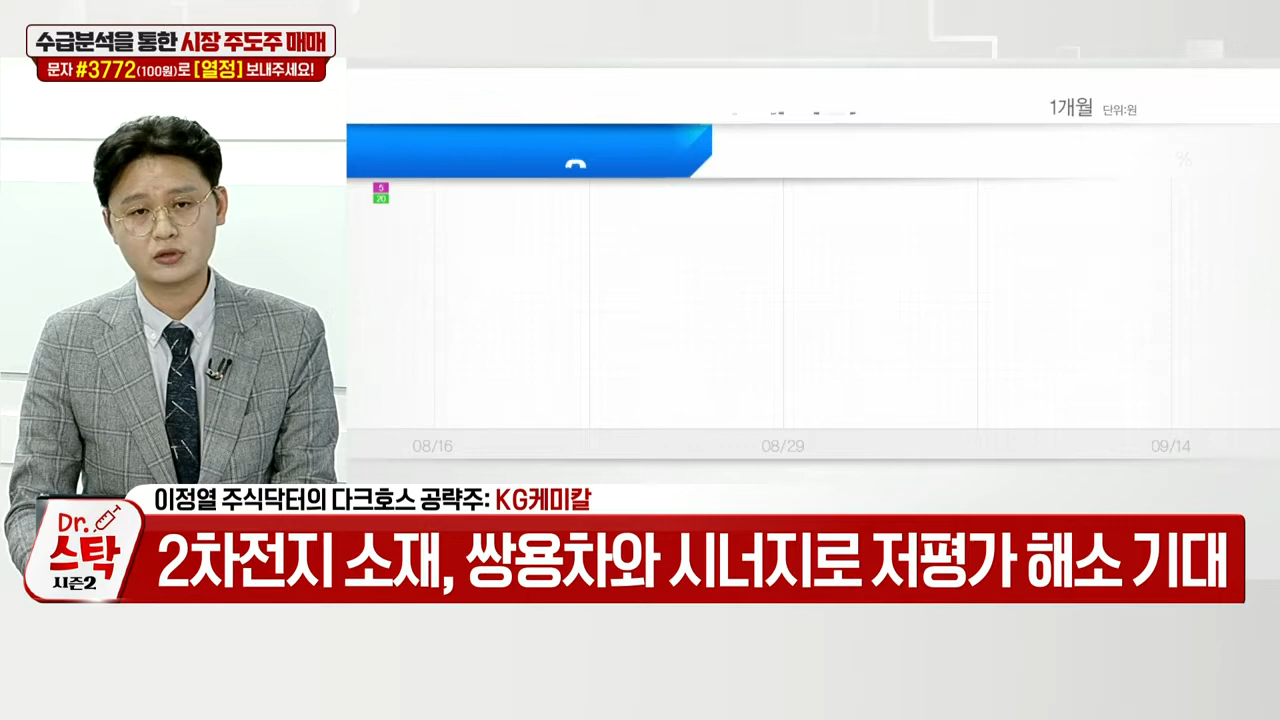 수급분석을 통한 시장 주도주 매매
문자 #3772(100원)로 [열정] 보내주세요!
1개월 단위:원
%
5
20
08/16 08/29 09/14
이정열 주식닥터의 다크호스 공략주: KG케미칼
Dr.
스탁
시즌2
2차전지 소재, 쌍용차와 시너지로 저평가 해소 기대